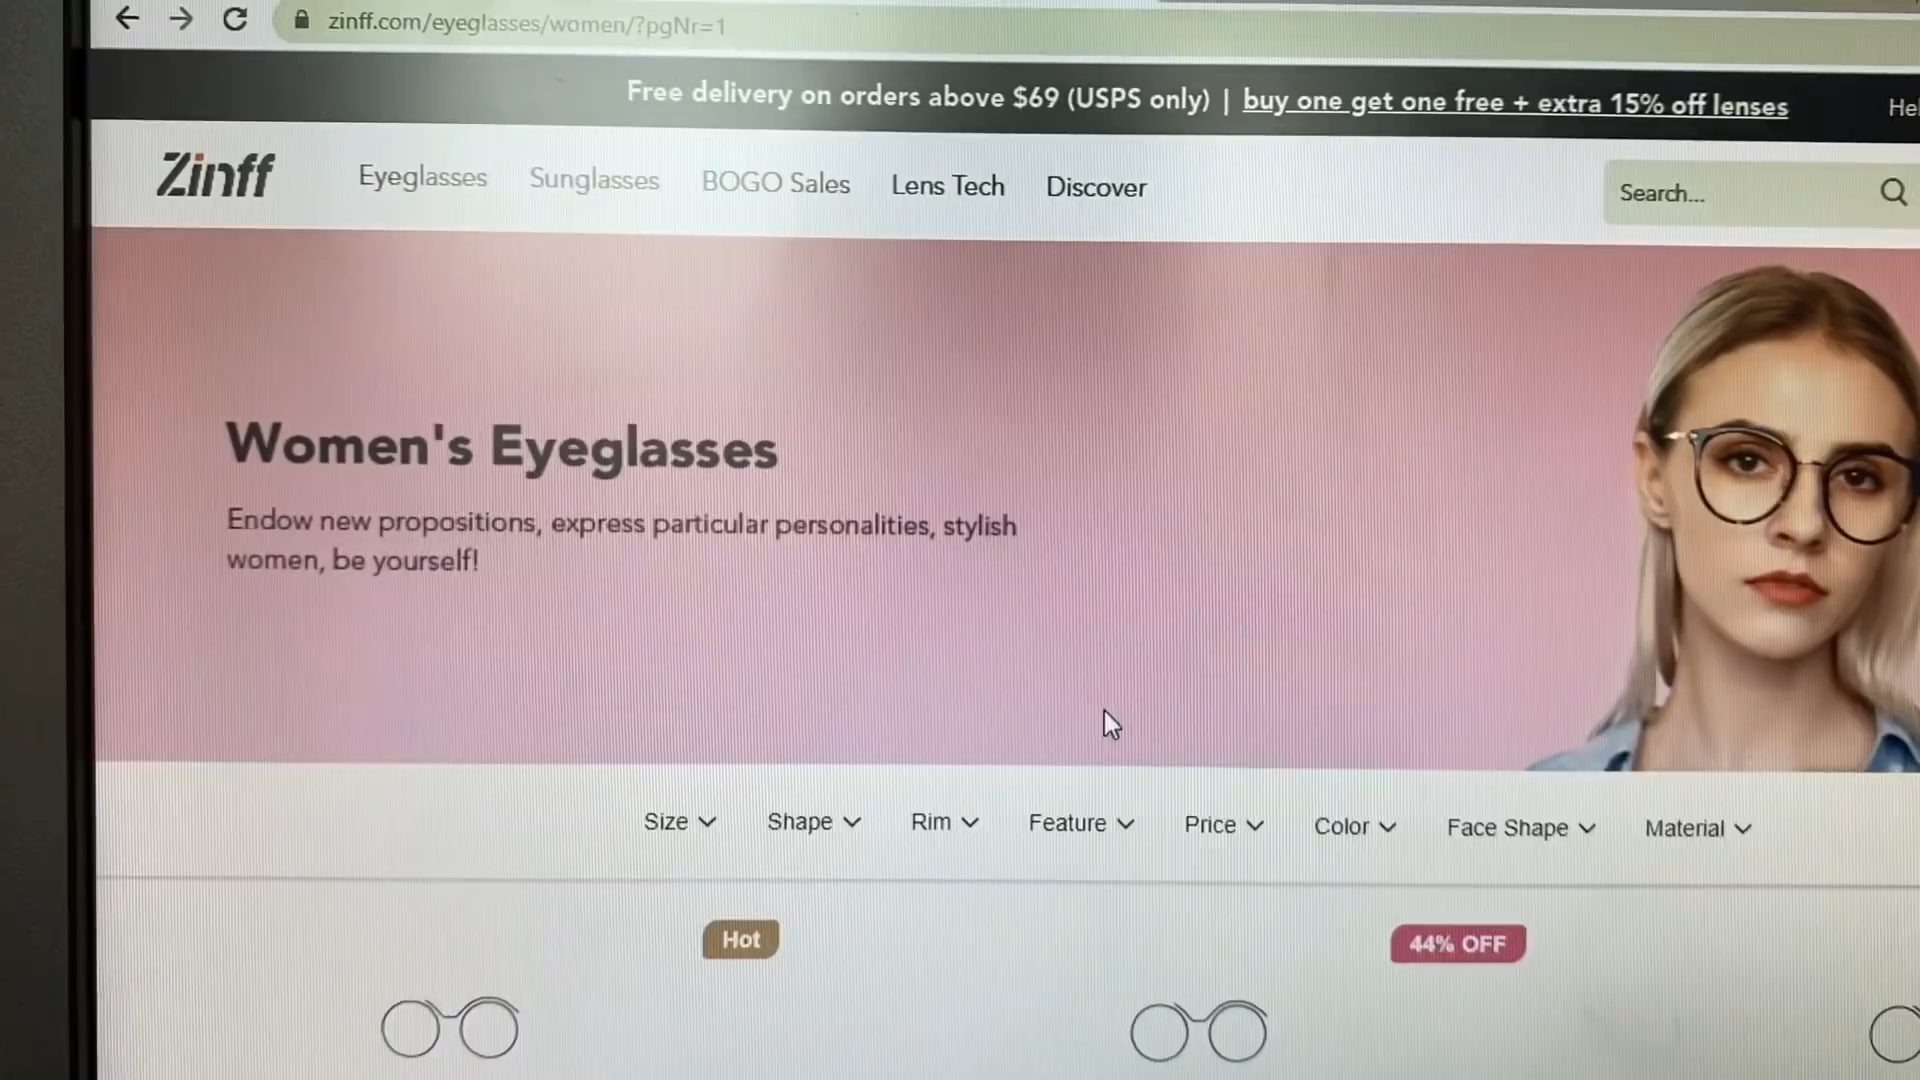 zinff.com/eyeglasses/women/?pgNr=1
Free delivery on orders above $69 (USPS only) | buy one get one free + extra 15% off lenses
Zinff
Eyeglasses
Sunglasses
BOGO Sales
Lens Tech
Discover
Search...
Women's Eyeglasses
Endow new propositions, express particular personalities, stylish
women, be yourself!
Size
Shape
Rim
Feature
Price
Color
Face Shape
Material
Hot
44% OFF